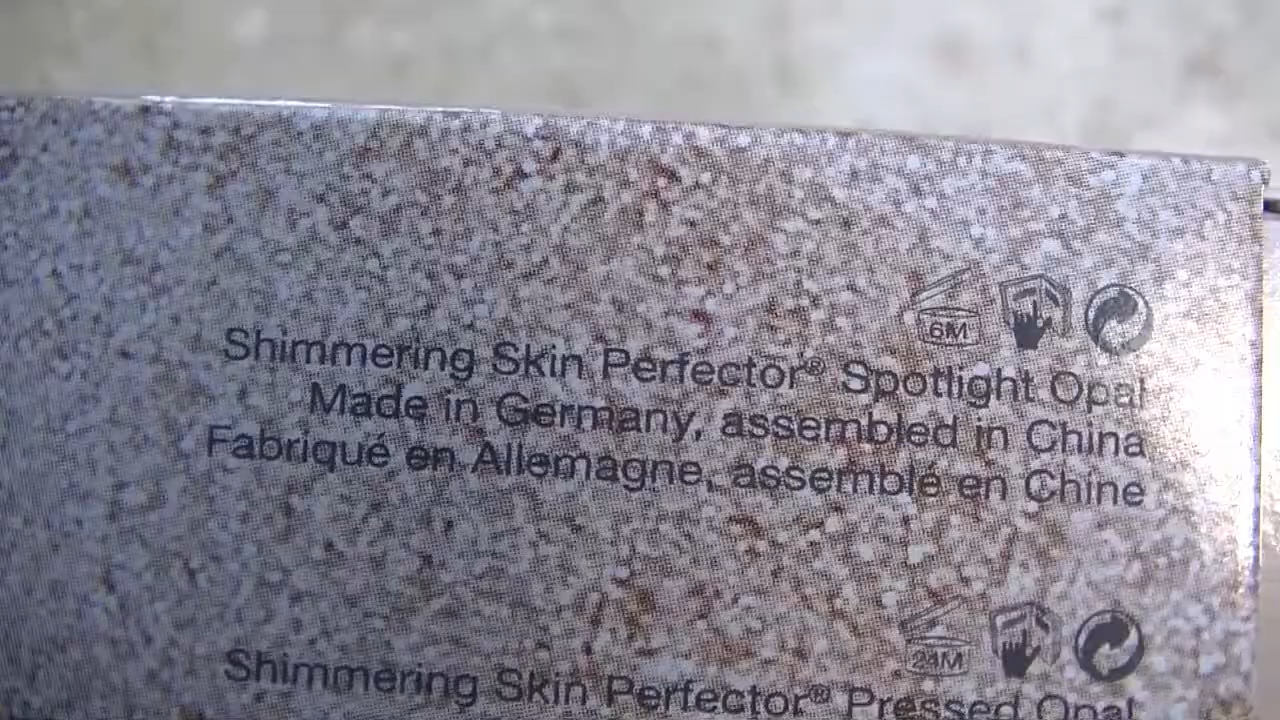 6M
Shimmering Skin Perfector® Spotlight Opal
Made in Germany, assembled in China
Fabriqué en Allemagne, assemblé en Chine
24M
Shimmering Skin Perfector® Pressed Opal